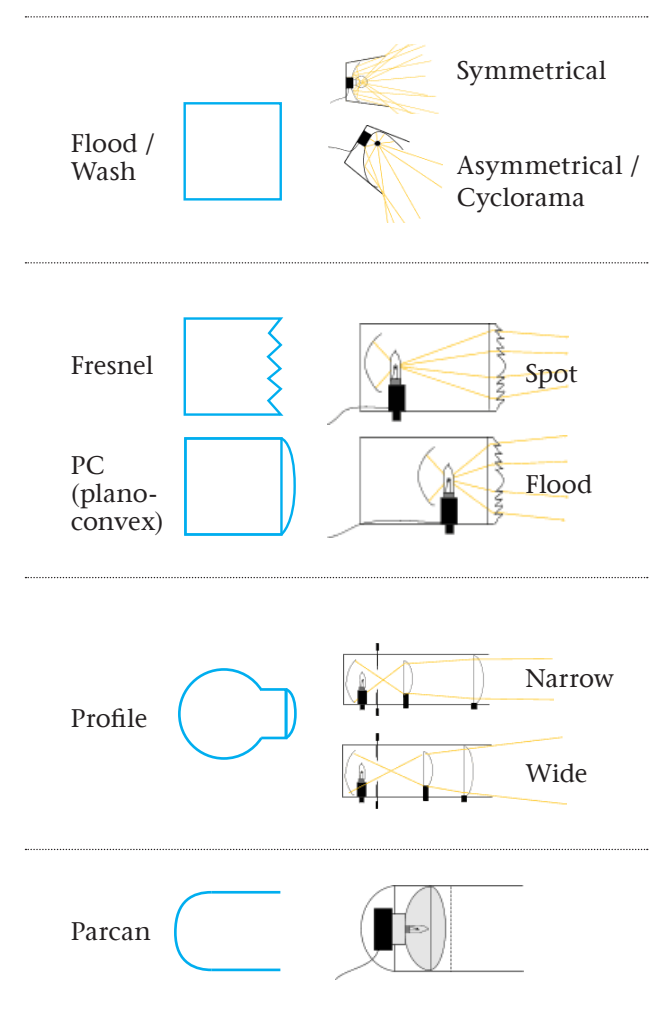 Symmetrical
Flood /
Wash
Asymmetrical /
Cyclorama
Fresnel
Spot
PC
(plano-
convex)
Flood
Profile
Narrow
Wide
Parcan